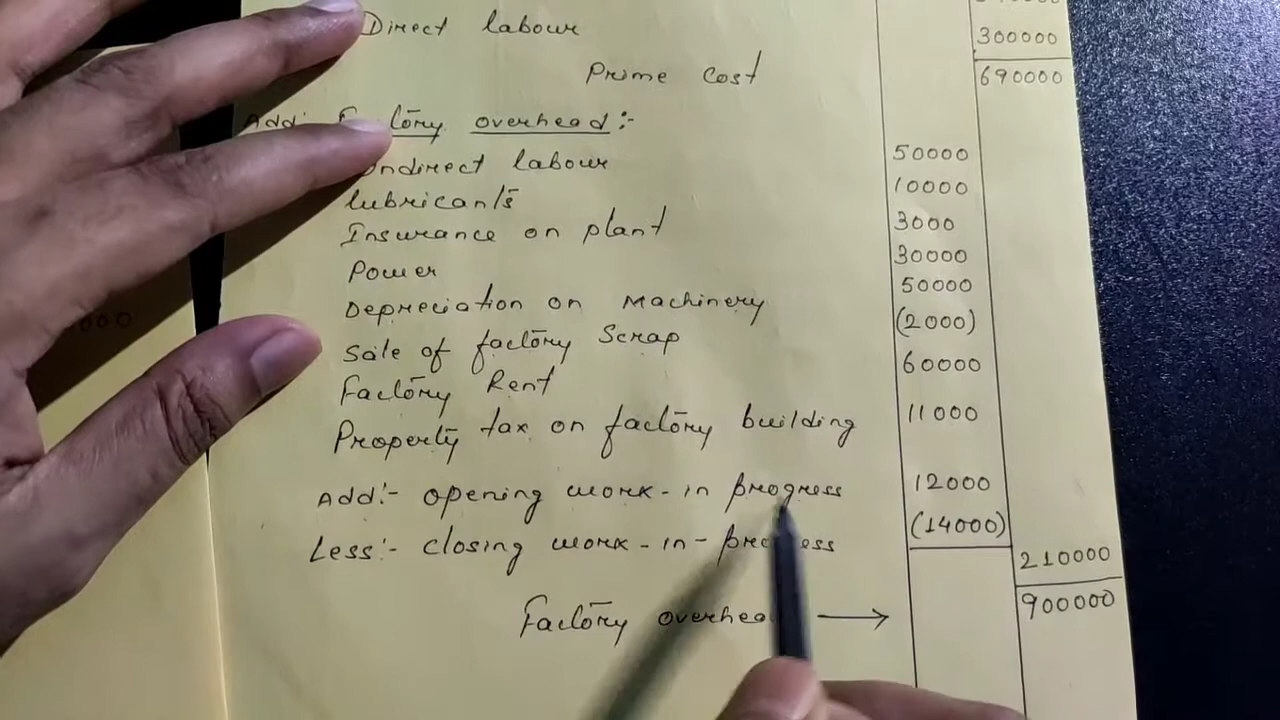 Direct labour 300000
Prime Cost 690000
Add: Factory overhead :-
Indirect labour 50000
lubricants 10000
Insurance on plant 3000
Power 30000
Depreciation on Machinery 50000
Sale of factory Scrap (2000)
Factory Rent 60000
Property tax on factory building 11000
Add:- opening work-in progress 12000
Less:- closing work-in-progress (14000) 210000
Factory overhead → 900000